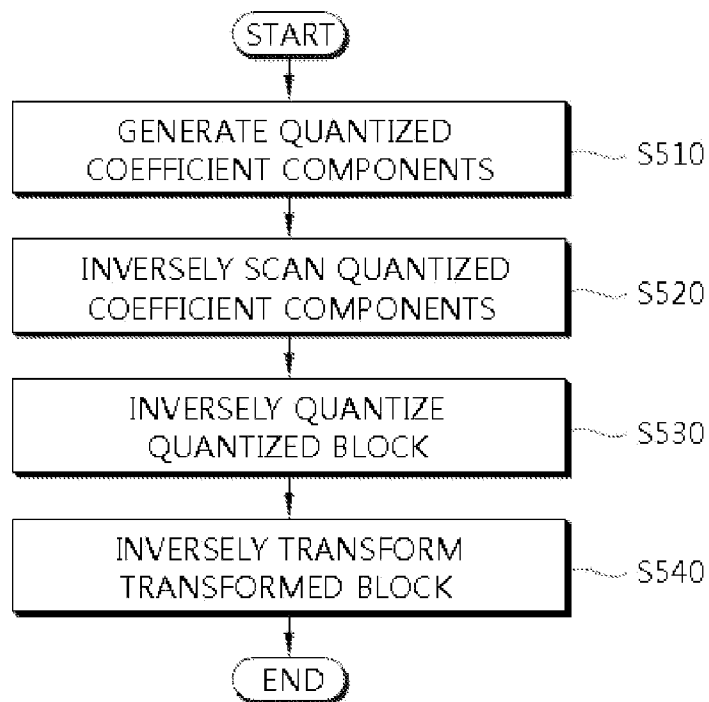 START
GENERATE QUANTIZED
COEFFICIENT COMPONENTS
S510
INVERSELY SCAN QUANTIZED
COEFFICIENT COMPONENTS
S520
INVERSELY QUANTIZE
QUANTIZED BLOCK
S530
INVERSELY TRANSFORM
TRANSFORMED BLOCK
S540
END